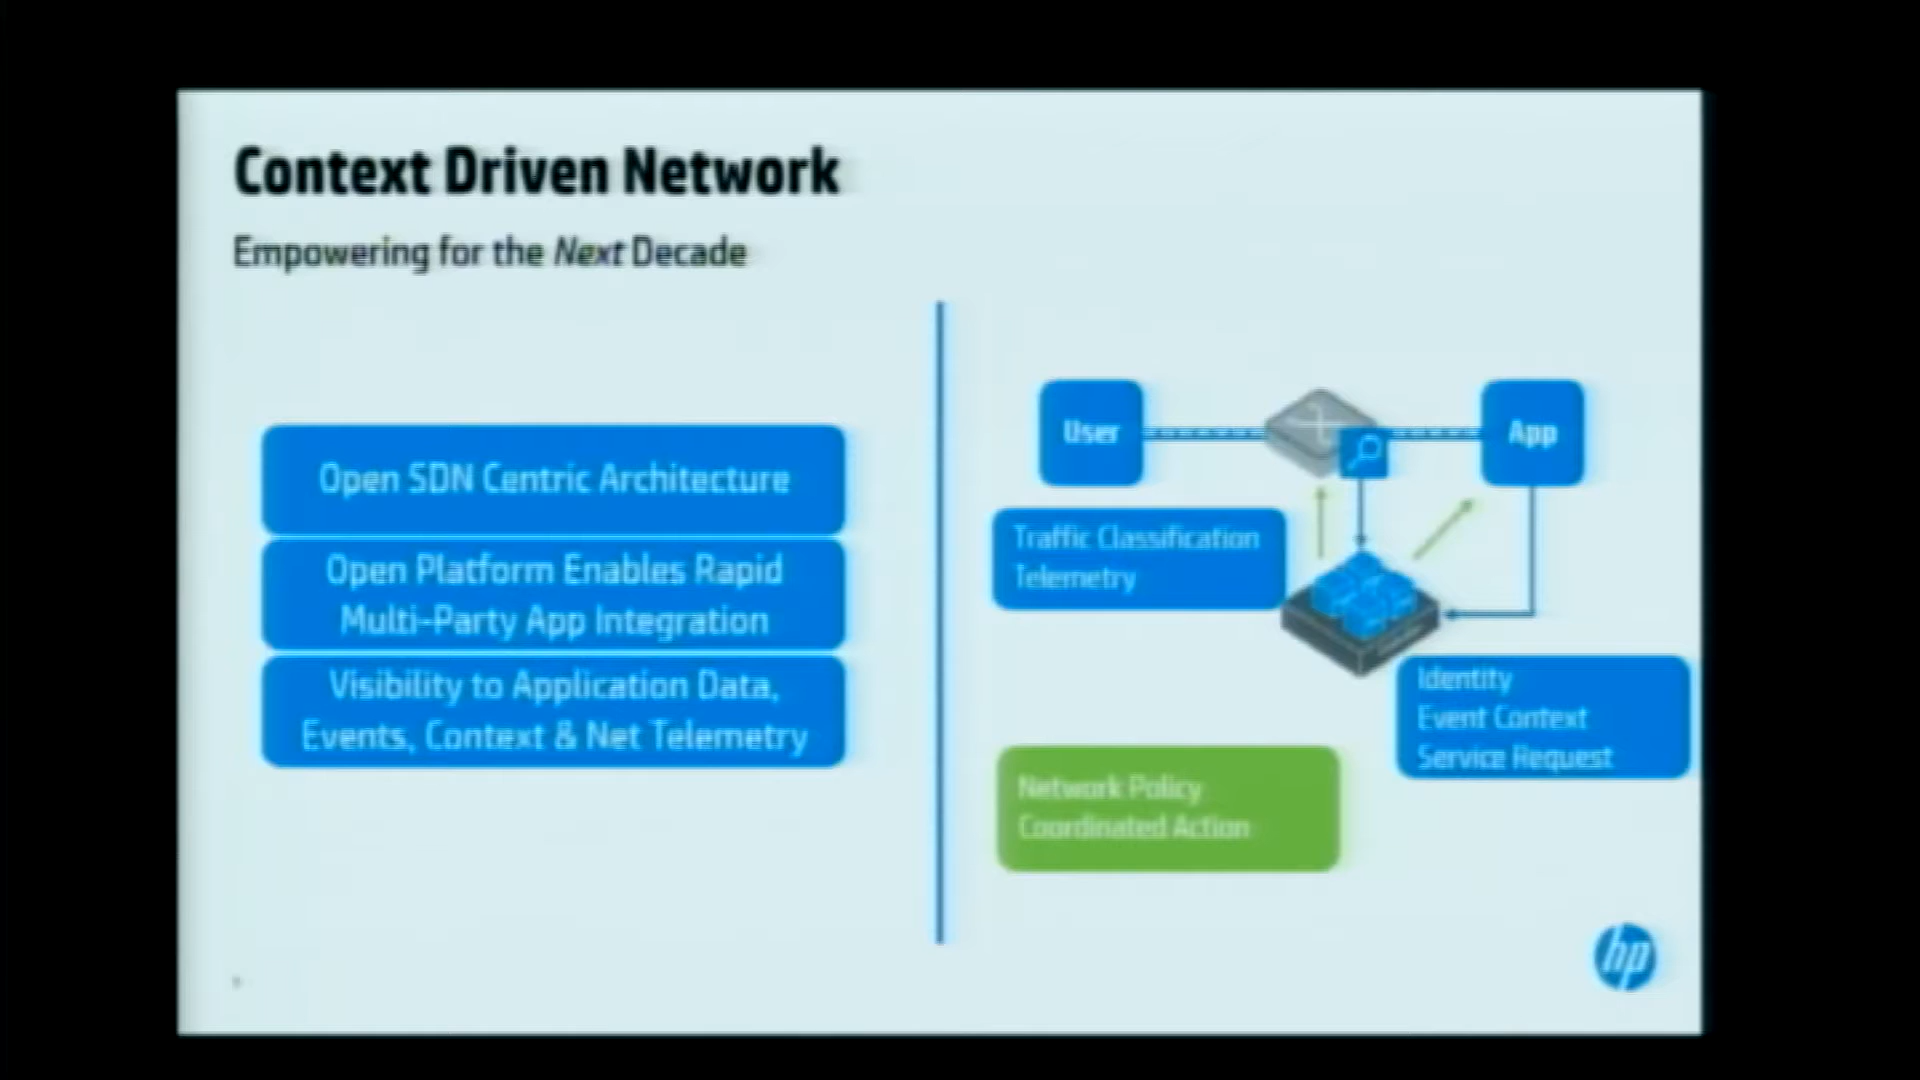 Context Driven Network
Empowering for the Next Decade
Open SDN Centric Architecture
Open Platform Enables Rapid
Multi-Party App Integration
Visibility to Application Data,
Events, Context & Net Telemetry
User
App
Traffic Classification
Telemetry
Identity
Event Context
Service Request
Network Policy
Coordinated Action
hp